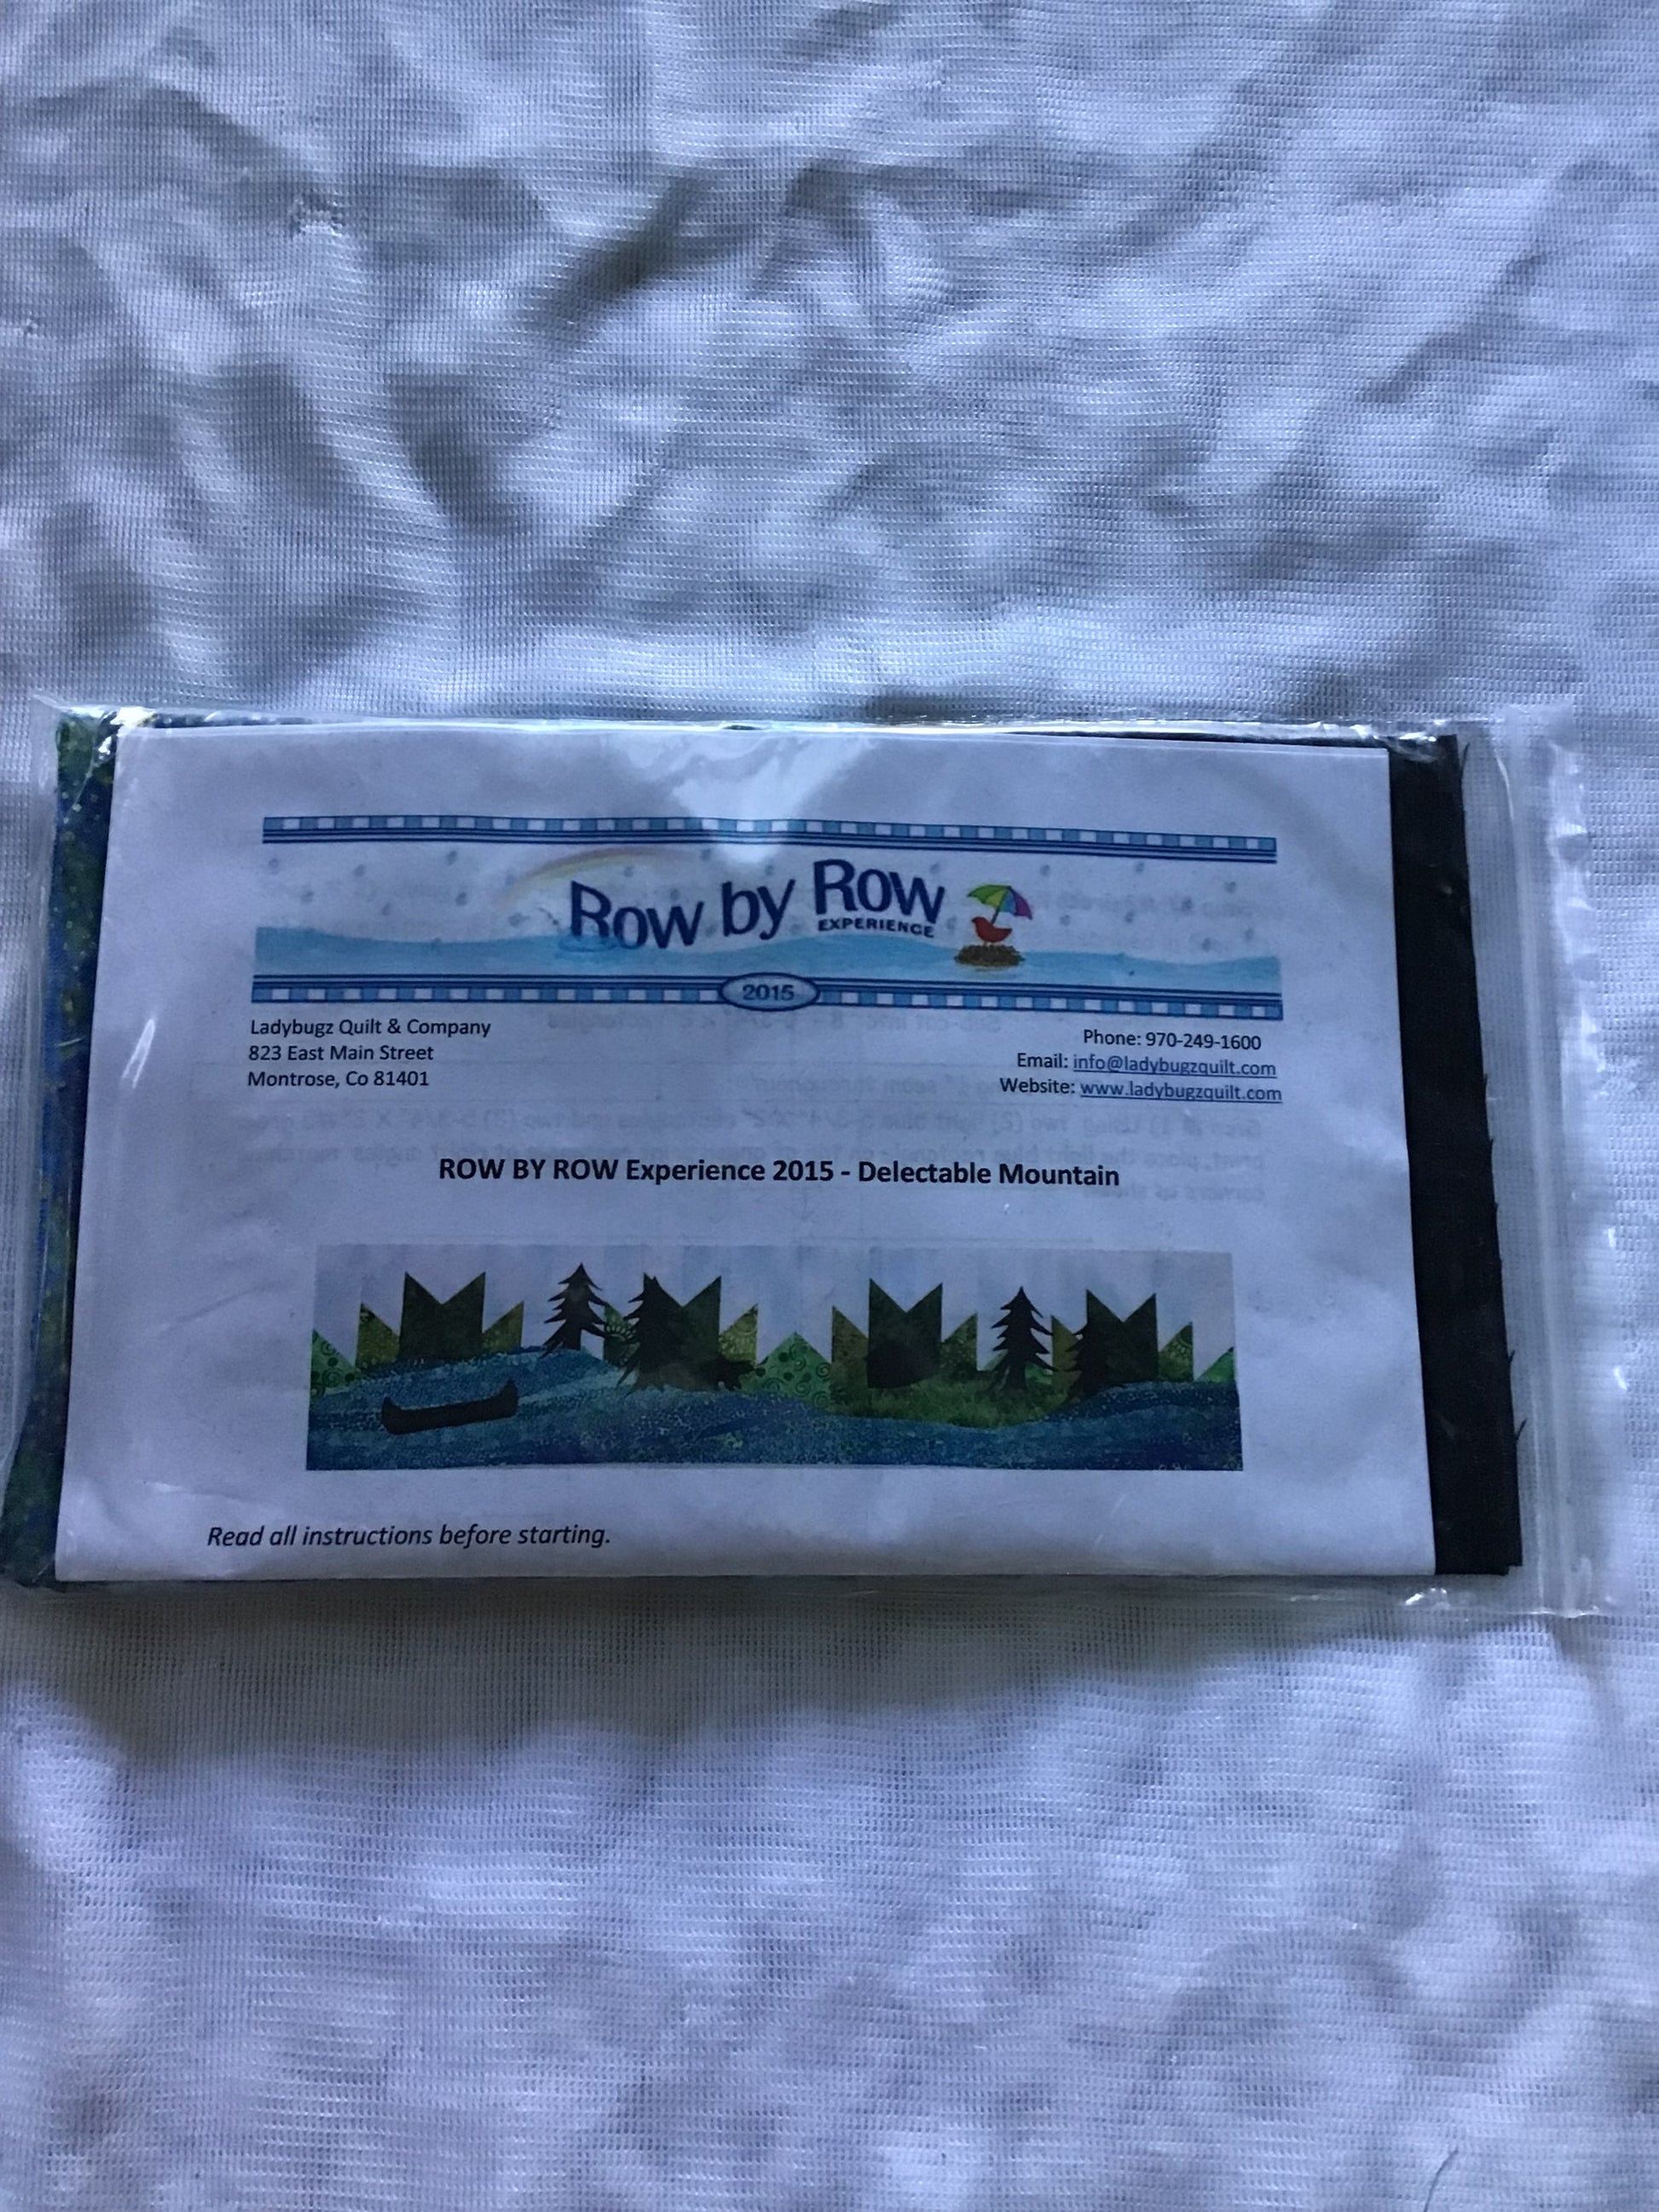 Row by Row
EXPERIENCE
2015
Ladybugz Quilt & Company
823 East Main Street
Montrose, Co 81401
Phone: 970-249-1600
Email: info@ladybugzquilt.com
Website: www.ladybugzquilt.com
ROW BY ROW Experience 2015 - Delectable Mountain
Read all instructions before starting.